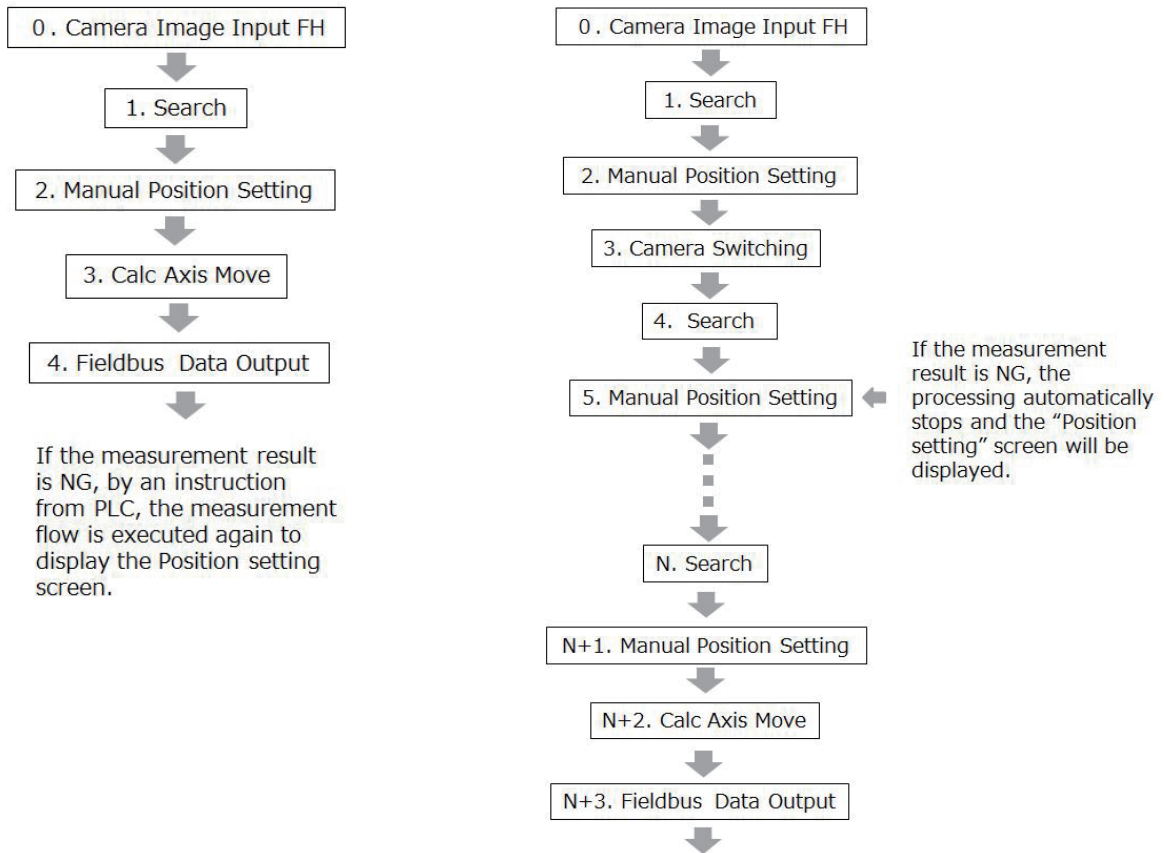 0 . Camera Image Input FH
1. Search
2. Manual Position Setting
3. Calc Axis Move
4. Fieldbus Data Output
If the measurement result
is NG, by an instruction
from PLC, the measurement
flow is executed again to
display the Position setting
screen.
0 . Camera Image Input FH
1. Search
2. Manual Position Setting
3. Camera Switching
4. Search
5. Manual Position Setting
If the measurement
result is NG, the
processing automatically
stops and the “Position
setting” screen will be
displayed.
N. Search
N+1. Manual Position Setting
N+2. Calc Axis Move
N+3. Fieldbus Data Output